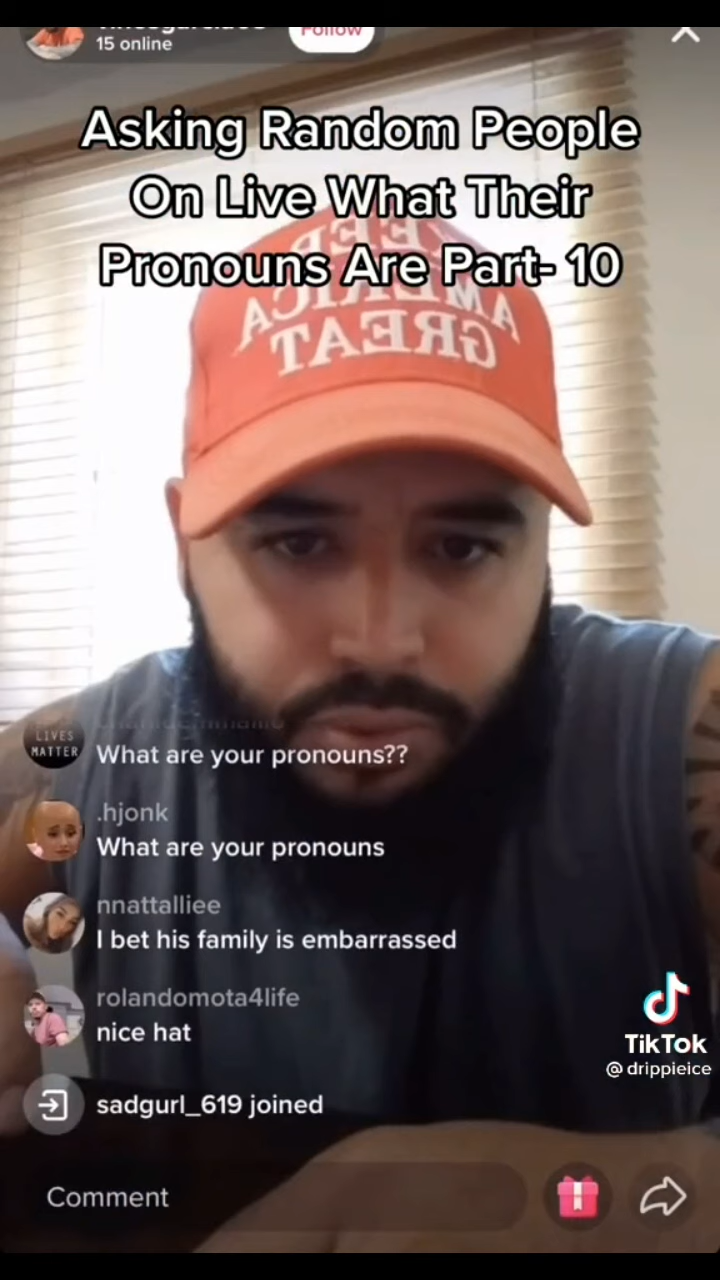 15 online
Follow
Asking Random People
On Live What Their
Pronouns Are Part- 10
KEEP
AMERICA
GREAT
LIVES
MATTER
What are your pronouns??
.hjonk
What are your pronouns
nnattalliee
I bet his family is embarrassed
rolandomota4life
nice hat
sadgurl_619 joined
TikTok
@ drippieice
Comment